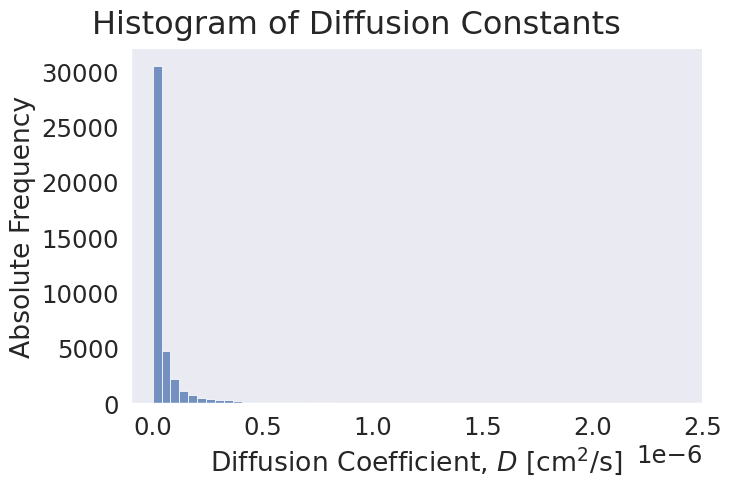 Histogram of Diffusion Constants
Absolute Frequency
30000
25000
20000
15000
10000
5000
0
0.0 0.5 1.0 1.5 2.0 2.5
1e−6
Diffusion Coefficient, D [cm²/s]